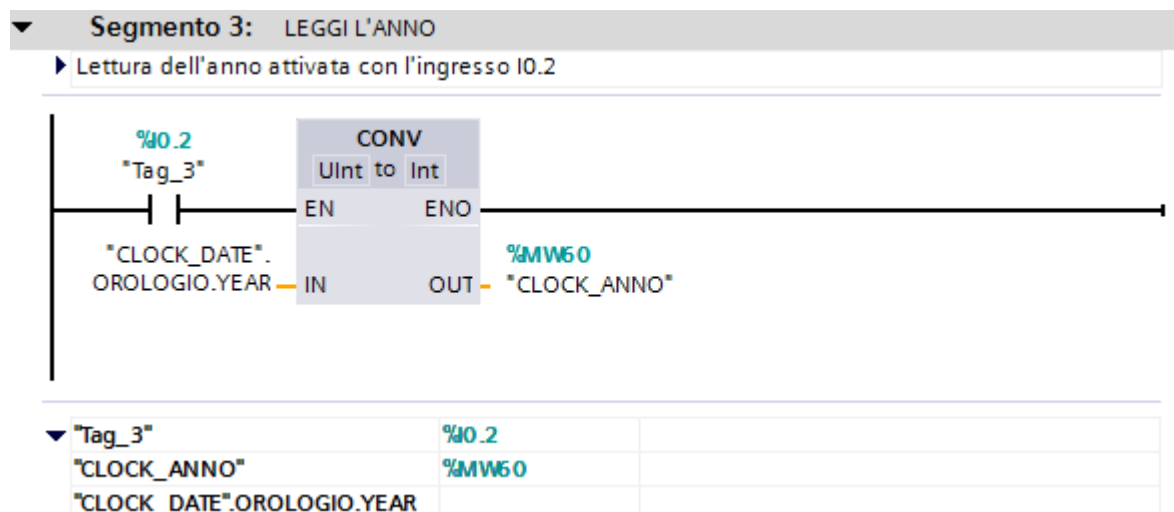 Segmento 3: LEGGI L'ANNO
Lettura dell'anno attivata con l'ingresso I0.2
%I0.2
"Tag_3"
CONV
UInt to Int
EN ENO
"CLOCK_DATE".
OROLOGIO.YEAR
IN OUT
%MW60
"CLOCK_ANNO"
"Tag_3" %I0.2
"CLOCK_ANNO" %MW60
"CLOCK_DATE".OROLOGIO.YEAR